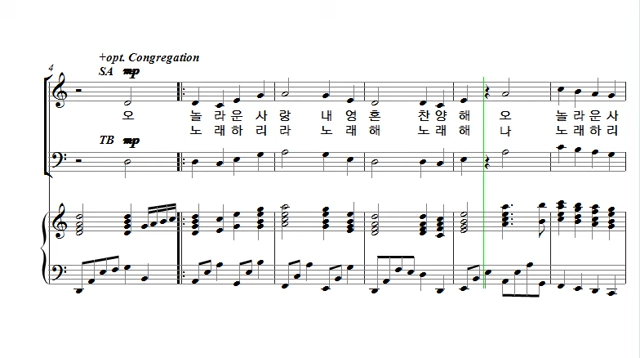 +opt. Congregation
4
SA mp
오 놀 라 운 사 랑 내 영 혼 찬 양 해 오 놀 라 운 사
노 래 하 리 라 노 래 해 노 래 해 나 노 래 하 리
TB mp